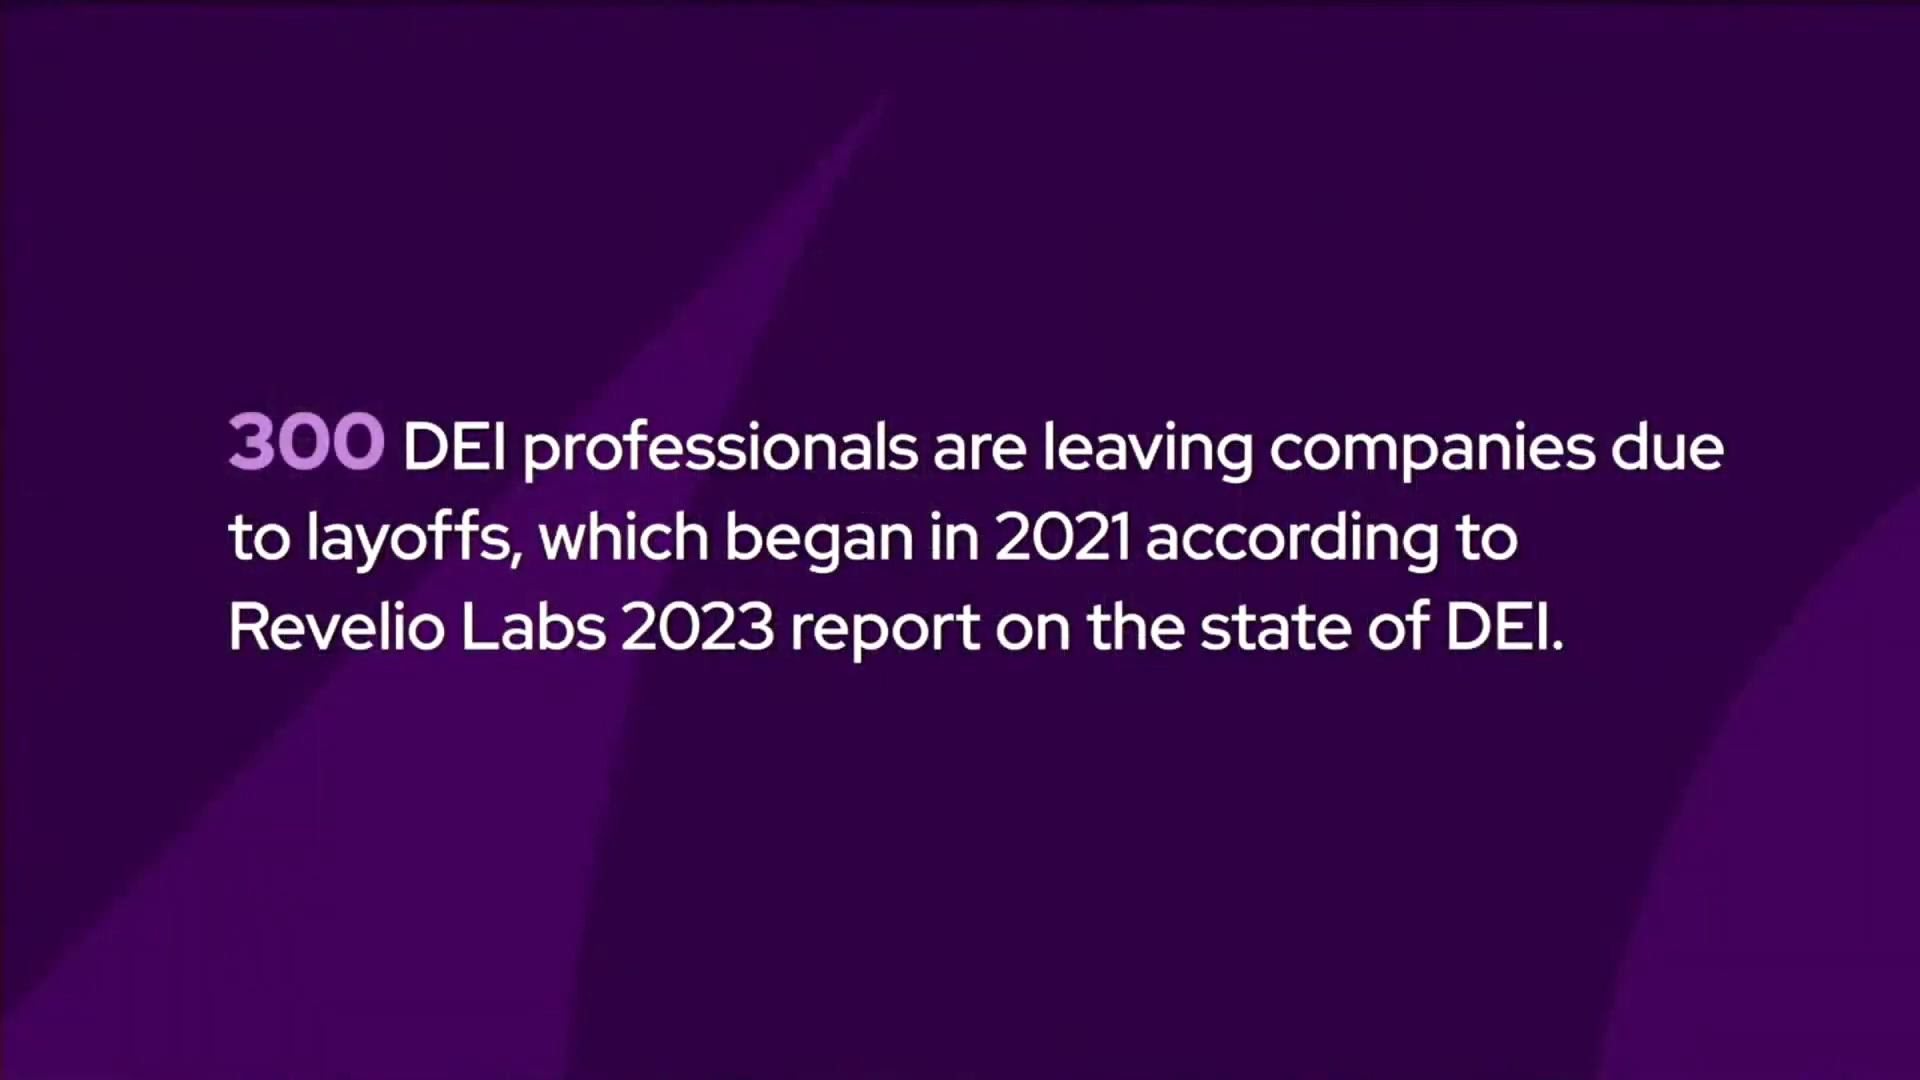 300 DEI professionals are leaving companies due
to layoffs, which began in 2021 according to
Revelio Labs 2023 report on the state of DEI.